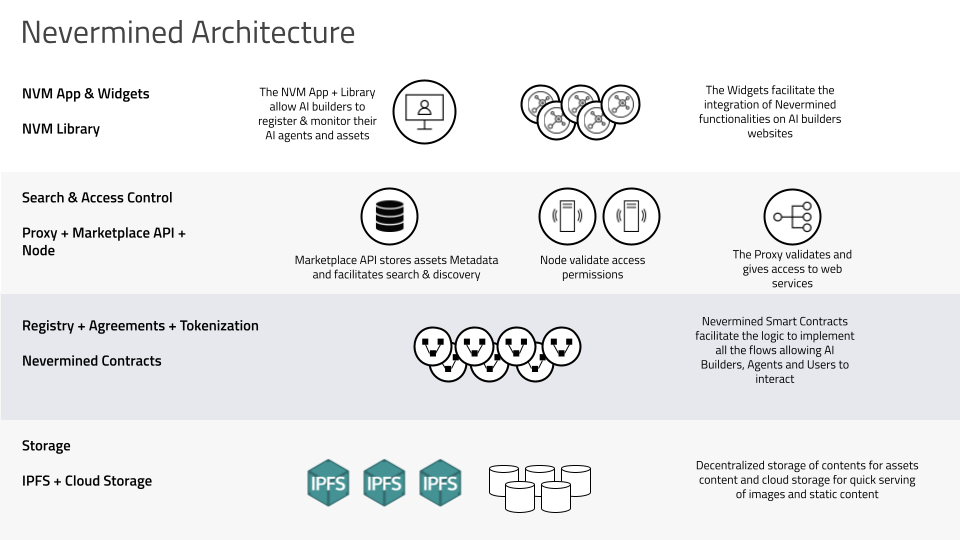 Nevermined Architecture
NVM App & Widgets
NVM Library
The NVM App + Library
allow AI builders to
register & monitor their
AI agents and assets
The Widgets facilitate the
integration of Nevermined
functionalities on AI builders
websites
Search & Access Control
Proxy + Marketplace API +
Node
Marketplace API stores assets Metadata
and facilitates search & discovery
Node validate access
permissions
The Proxy validates and
gives access to web
services
Registry + Agreements + Tokenization
Nevermined Contracts
Nevermined Smart Contracts
facilitate the logic to implement
all the flows allowing AI
Builders, Agents and Users to
interact
Storage
IPFS + Cloud Storage
IPFS
IPFS
IPFS
Decentralized storage of contents for assets
content and cloud storage for quick serving
of images and static content